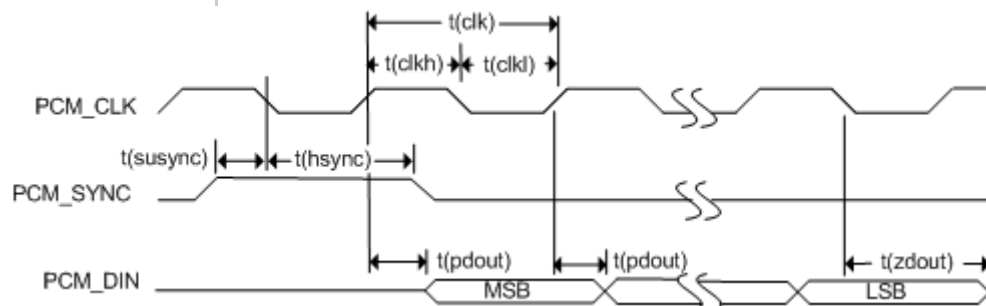 t(clk)
t(clkh) t(clkl)
PCM_CLK
t(susync) t(hsync)
PCM_SYNC
t(pdout) t(pdout) t(zdout)
PCM_DIN
MSB LSB